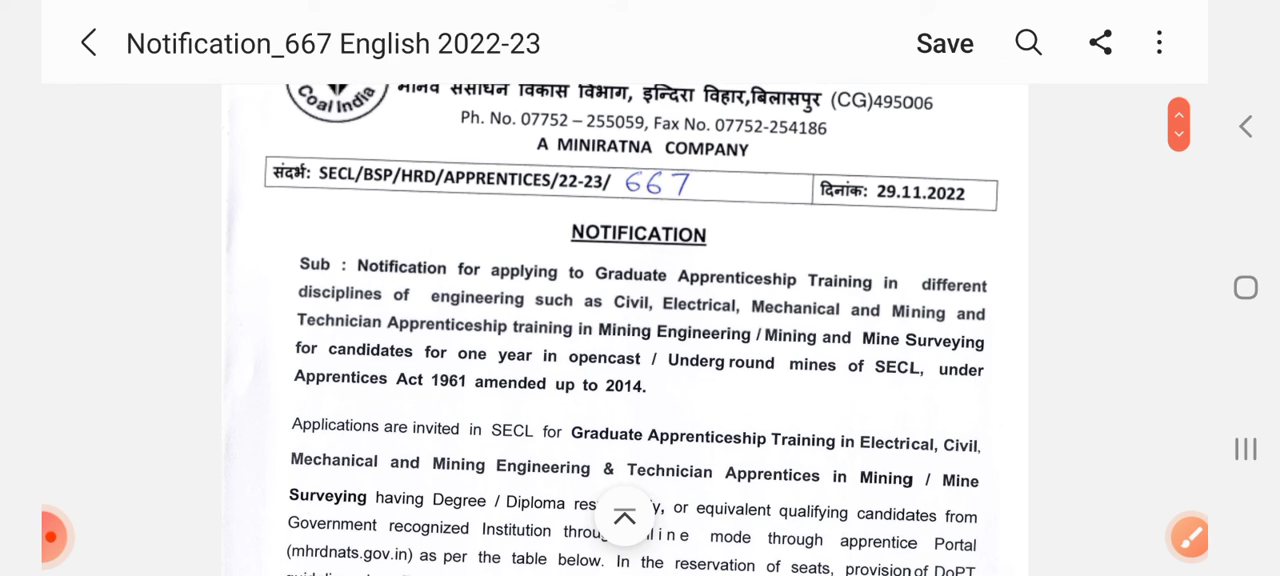 Notification_667 English 2022-23
Save
Coal India
मानव संसाधन विकास विभाग, इन्दिरा विहार,बिलासपुर (CG)495006
Ph. No. 07752 – 255059, Fax No. 07752-254186
A MINIRATNA COMPANY
संदर्भ: SECL/BSP/HRD/APPRENTICES/22-23/ 667
दिनांक: 29.11.2022
NOTIFICATION
Sub : Notification for applying to Graduate Apprenticeship Training in different
disciplines of engineering such as Civil, Electrical, Mechanical and Mining and
Technician Apprenticeship training in Mining Engineering / Mining and Mine Surveying
for candidates for one year in opencast / Underg round mines of SECL, under
Apprentices Act 1961 amended up to 2014.
Applications are invited in SECL for Graduate Apprenticeship Training in Electrical, Civil,
Mechanical and Mining Engineering & Technician Apprentices in Mining / Mine
Surveying having Degree / Diploma or equivalent qualifying candidates from
Government recognized Institution mode through apprentice Portal
(mhrdnats.gov.in) as per the table below. In the reservation of seats, provision of DoPT